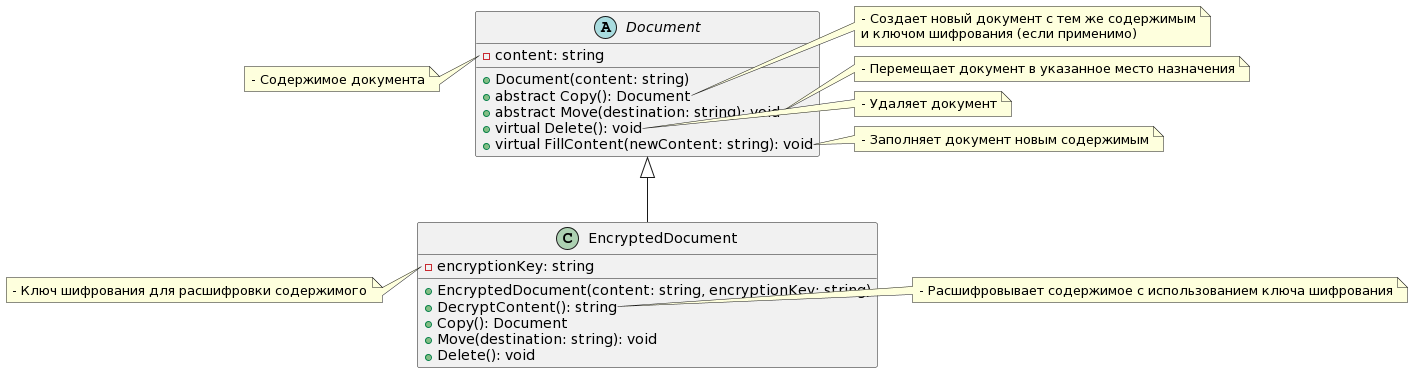 A Document
content: string
Document(content: string)
abstract Copy(): Document
abstract Move(destination: string): void
virtual Delete(): void
virtual FillContent(newContent: string): void
- Содержимое документа
- Создает новый документ с тем же содержимым
и ключом шифрования (если применимо)
- Перемещает документ в указанное место назначения
- Удаляет документ
- Заполняет документ новым содержимым
C EncryptedDocument
encryptionKey: string
EncryptedDocument(content: string, encryptionKey: string)
DecryptContent(): string
Copy(): Document
Move(destination: string): void
Delete(): void
- Ключ шифрования для расшифровки содержимого
- Расшифровывает содержимое с использованием ключа шифрования